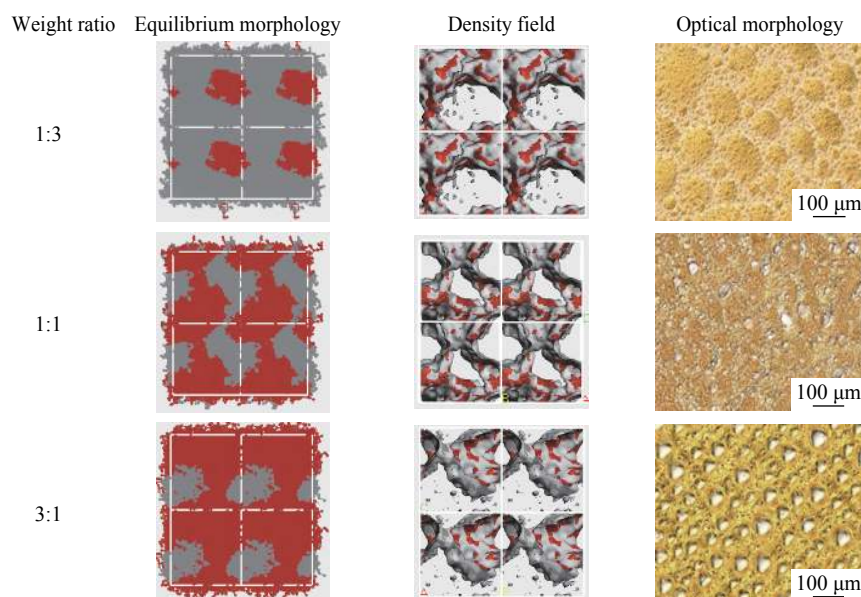 Weight ratio Equilibrium morphology Density field Optical morphology
1:3
100 μm
1:1
100 μm
3:1
100 μm